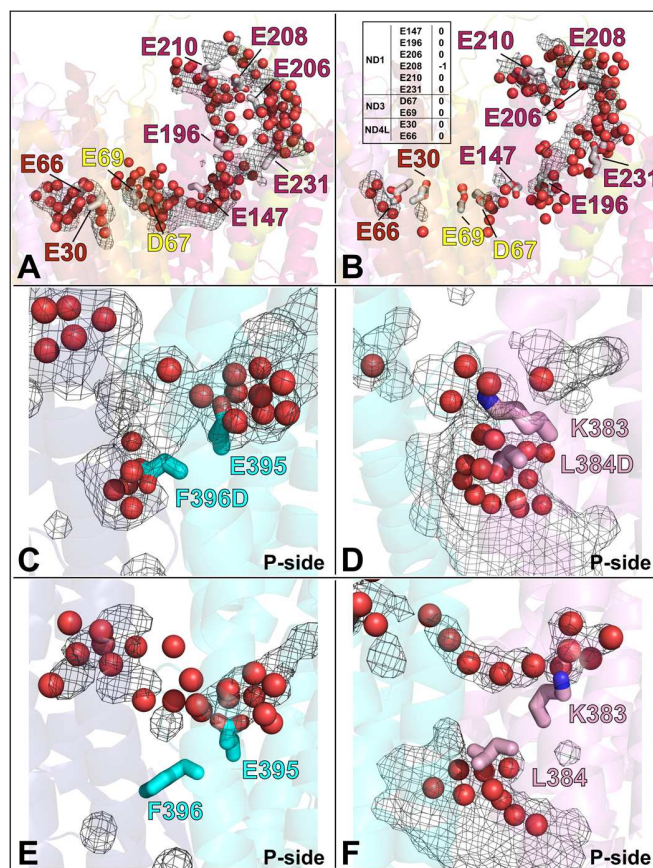 E210
E208
E206
E196
E66
E69
E231
E147
E30
D67
A
ND1
E147 0
E196 0
E206 0
E208 -1
E210 0
E231 0
ND3
D67 0
E69 0
ND4L
E30 0
E66 0
E210
E208
E206
E30
E147
E231
E66
E196
E69
D67
B
E395
F396D
C
P-side
K383
L384D
D
P-side
E395
F396
E
P-side
K383
L384
F
P-side